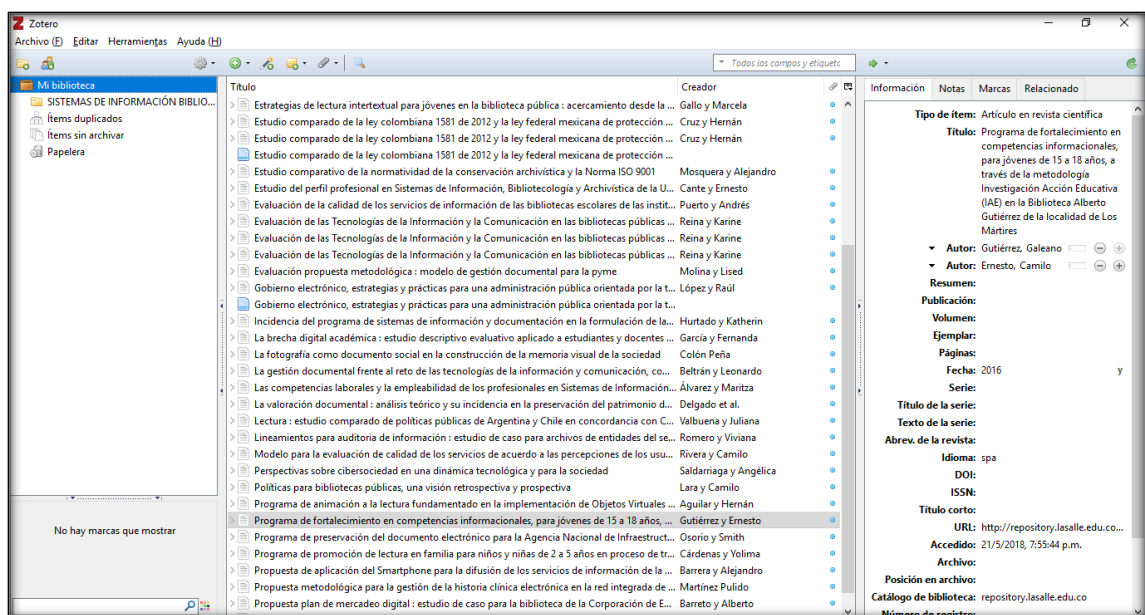 Zotero
Archivo (F) Editar Herramientas Ayuda (H)
Todos los campos y etiquetc
Mi biblioteca
SISTEMAS DE INFORMACIÓN BIBLIO...
Ítems duplicados
Ítems sin archivar
Papelera
No hay marcas que mostrar
Título Creador
Estrategias de lectura intertextual para jóvenes en la biblioteca pública : acercamiento desde la ... Gallo y Marcela
Estudio comparado de la ley colombiana 1581 de 2012 y la ley federal mexicana de protección ... Cruz y Hernán
Estudio comparado de la ley colombiana 1581 de 2012 y la ley federal mexicana de protección ... Cruz y Hernán
Estudio comparado de la ley colombiana 1581 de 2012 y la ley federal mexicana de protección ...
Estudio comparativo de la normatividad de la conservación archivística y la Norma ISO 9001 Mosquera y Alejandro
Estudio del perfil profesional en Sistemas de Información, Bibliotecología y Archivística de la U... Cante y Ernesto
Evaluación de la calidad de los servicios de información de las bibliotecas escolares de las instit... Puerto y Andrés
Evaluación de las Tecnologías de la Información y la Comunicación en las bibliotecas públicas ... Reina y Karine
Evaluación de las Tecnologías de la Información y la Comunicación en las bibliotecas públicas ... Reina y Karine
Evaluación de las Tecnologías de la Información y la Comunicación en las bibliotecas públicas ... Reina y Karine
Evaluación propuesta metodológica : modelo de gestión documental para la pyme Molina y Lised
Gobierno electrónico, estrategias y prácticas para una administración pública orientada por la t... López y Raúl
Gobierno electrónico, estrategias y prácticas para una administración pública orientada por la t...
Incidencia del programa de sistemas de información y documentación en la formulación de la... Hurtado y Katherin
La brecha digital académica : estudio descriptivo evaluativo aplicado a estudiantes y docentes ... García y Fernanda
La fotografía como documento social en la construcción de la memoria visual de la sociedad Colón Peña
La gestión documental frente al reto de las tecnologías de la información y comunicación, co... Beltrán y Leonardo
Las competencias laborales y la empleabilidad de los profesionales en Sistemas de Información... Álvarez y Maritza
La valoración documental : análisis teórico y su incidencia en la preservación del patrimonio d... Delgado et al.
Lectura : estudio comparado de políticas públicas de Argentina y Chile en concordancia con C... Valbuena y Juliana
Lineamientos para auditoria de información : estudio de caso para archivos de entidades del se... Romero y Viviana
Modelo para la evaluación de calidad de los servicios de acuerdo a las percepciones de los usu... Rivera y Camilo
Perspectivas sobre cibersociedad en una dinámica tecnológica y para la sociedad Saldarriaga y Angélica
Políticas para bibliotecas públicas, una visión retrospectiva y prospectiva Lara y Camilo
Programa de animación a la lectura fundamentado en la implementación de Objetos Virtuales ... Aguilar y Hernán
Programa de fortalecimiento en competencias informacionales, para jóvenes de 15 a 18 años, ... Gutiérrez y Ernesto
Programa de preservación del documento electrónico para la Agencia Nacional de Infraestruct... Osorio y Smith
Programa de promoción de lectura en familia para niños y niñas de 2 a 5 años en proceso de tr... Cárdenas y Yolima
Propuesta de aplicación del Smartphone para la difusión de los servicios de información de la ... Barrera y Alejandro
Propuesta metodológica para la gestión de la historia clínica electrónica en la red integrada de ... Martínez Pulido
Propuesta plan de mercadeo digital : estudio de caso para la biblioteca de la Corporación de E... Barreto y Alberto
Información Notas Marcas Relacionado
Tipo de ítem: Artículo en revista científica
Título: Programa de fortalecimiento en
competencias informacionales,
para jóvenes de 15 a 18 años, a
través de la metodología
Investigación Acción Educativa
(IAE) en la Biblioteca Alberto
Gutiérrez de la localidad de Los
Mártires
Autor: Gutiérrez, Galeano
Autor: Ernesto, Camilo
Resumen:
Publicación:
Volumen:
Ejemplar:
Páginas:
Fecha: 2016 y
Serie:
Título de la serie:
Texto de la serie:
Abrev. de la revista:
Idioma: spa
DOI:
ISSN:
Título corto:
URL: http://repository.lasalle.edu.co...
Accedido: 21/5/2018, 7:55:44 p.m.
Archivo:
Posición en archivo:
Catálogo de biblioteca: repository.lasalle.edu.co
Número de registro: